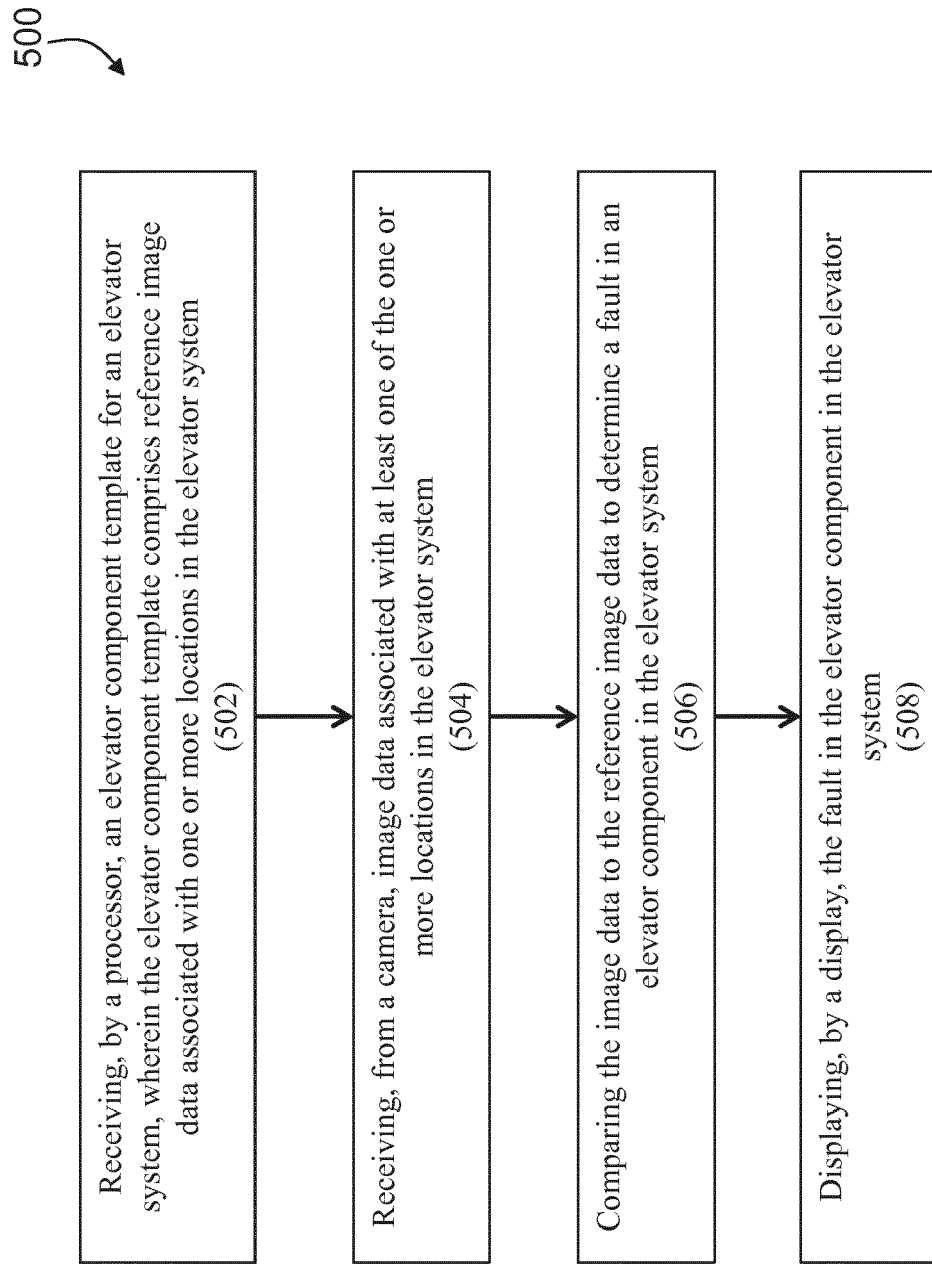 500
Receiving, by a processor, an elevator component template for an elevator
system, wherein the elevator component template comprises reference image
data associated with one or more locations in the elevator system
(502)
Receiving, from a camera, image data associated with at least one of the one or
more locations in the elevator system
(504)
Comparing the image data to the reference image data to determine a fault in an
elevator component in the elevator system
(506)
Displaying, by a display, the fault in the elevator component in the elevator
system
(508)